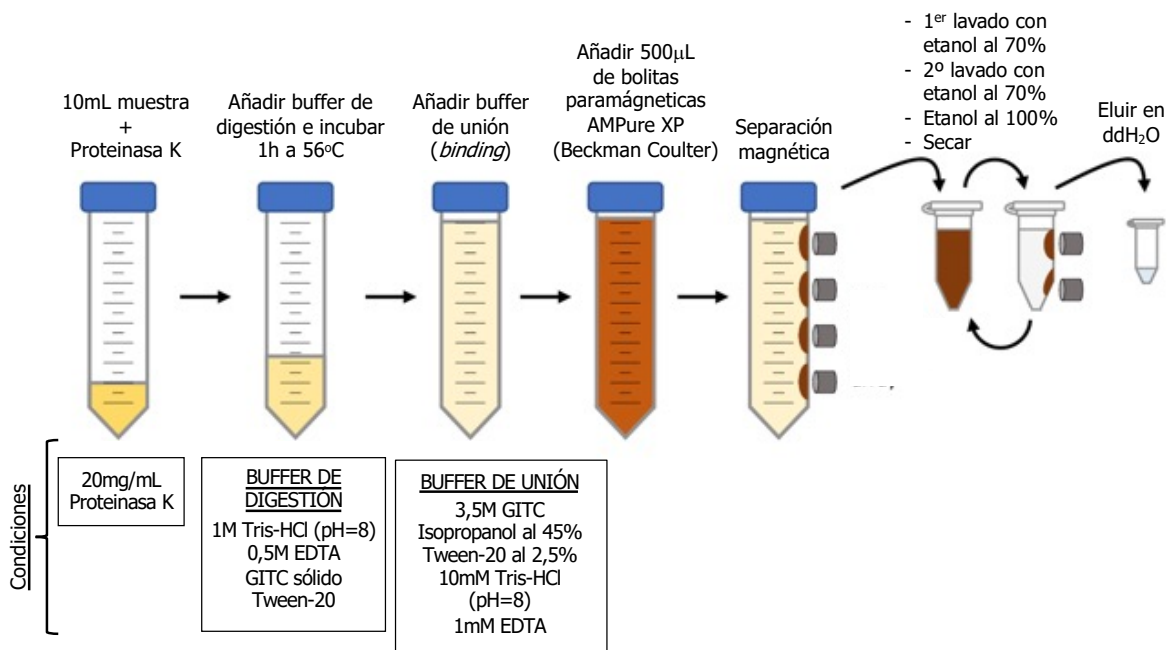 10mL muestra
+
Proteinasa K
Añadir buffer de
digestión e incubar
1h a 56ºC
Añadir buffer
de unión
(binding)
Añadir 500µL
de bolitas
paramágneticas
AMPure XP
(Beckman Coulter)
Separación
magnética
- 1er lavado con
etanol al 70%
- 2º lavado con
etanol al 70%
- Etanol al 100%
- Secar
Eluir en
ddH2O
Condiciones
20mg/mL
Proteinasa K
BUFFER DE
DIGESTIÓN
1M Tris-HCl (pH=8)
0,5M EDTA
GITC sólido
Tween-20
BUFFER DE UNIÓN
3,5M GITC
Isopropanol al 45%
Tween-20 al 2,5%
10mM Tris-HCl
(pH=8)
1mM EDTA